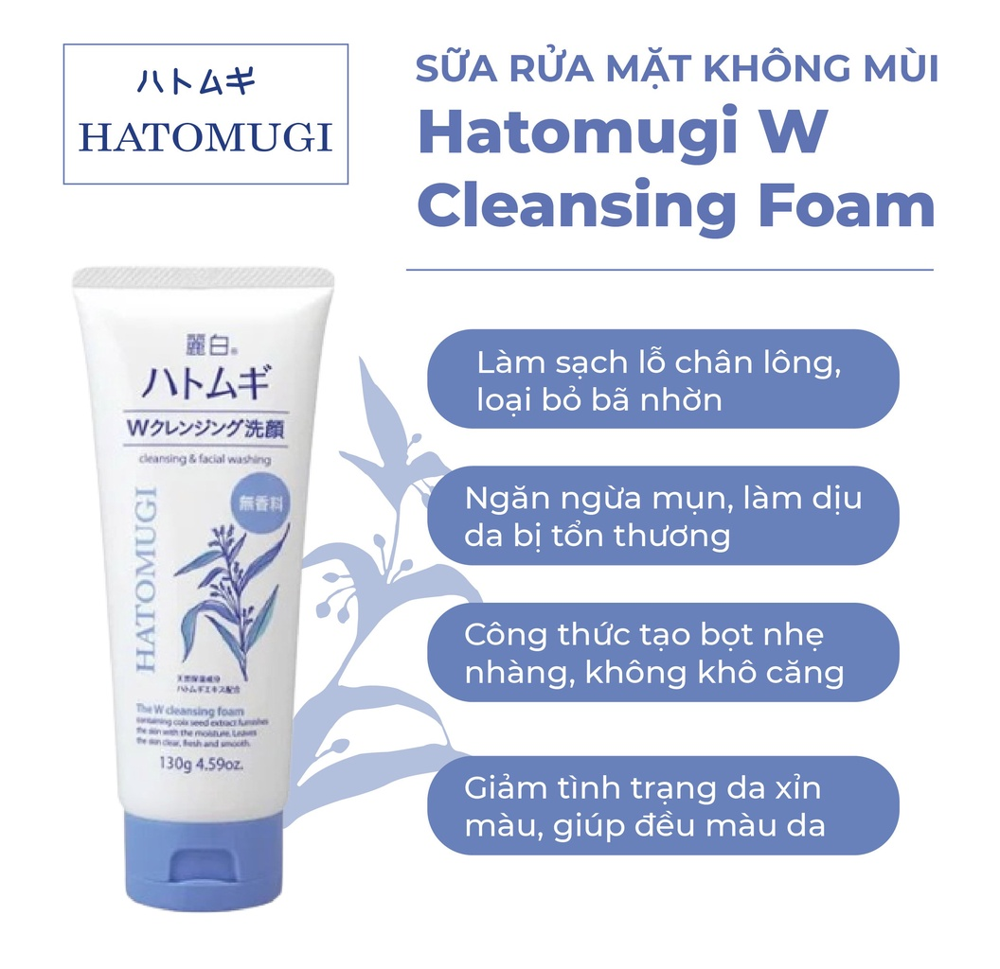 ハトムギ
HATOMUGI
SỮA RỬA MẶT KHÔNG MÙI
Hatomugi W
Cleansing Foam
麗白®
ハトムギ
Wクレンジング洗顔
cleansing & facial washing
無香料
HATOMUGI
天然保湿成分
ハトムギエキス配合
The W cleansing foam
containing coix seed extract furnishes
the skin with the moisture. Leaves
the skin clear, fresh and smooth.
130g 4.59oz.
Làm sạch lỗ chân lông,
loại bỏ bã nhờn
Ngăn ngừa mụn, làm dịu
da bị tổn thương
Công thức tạo bọt nhẹ
nhàng, không khô căng
Giảm tình trạng da xỉn
màu, giúp đều màu da